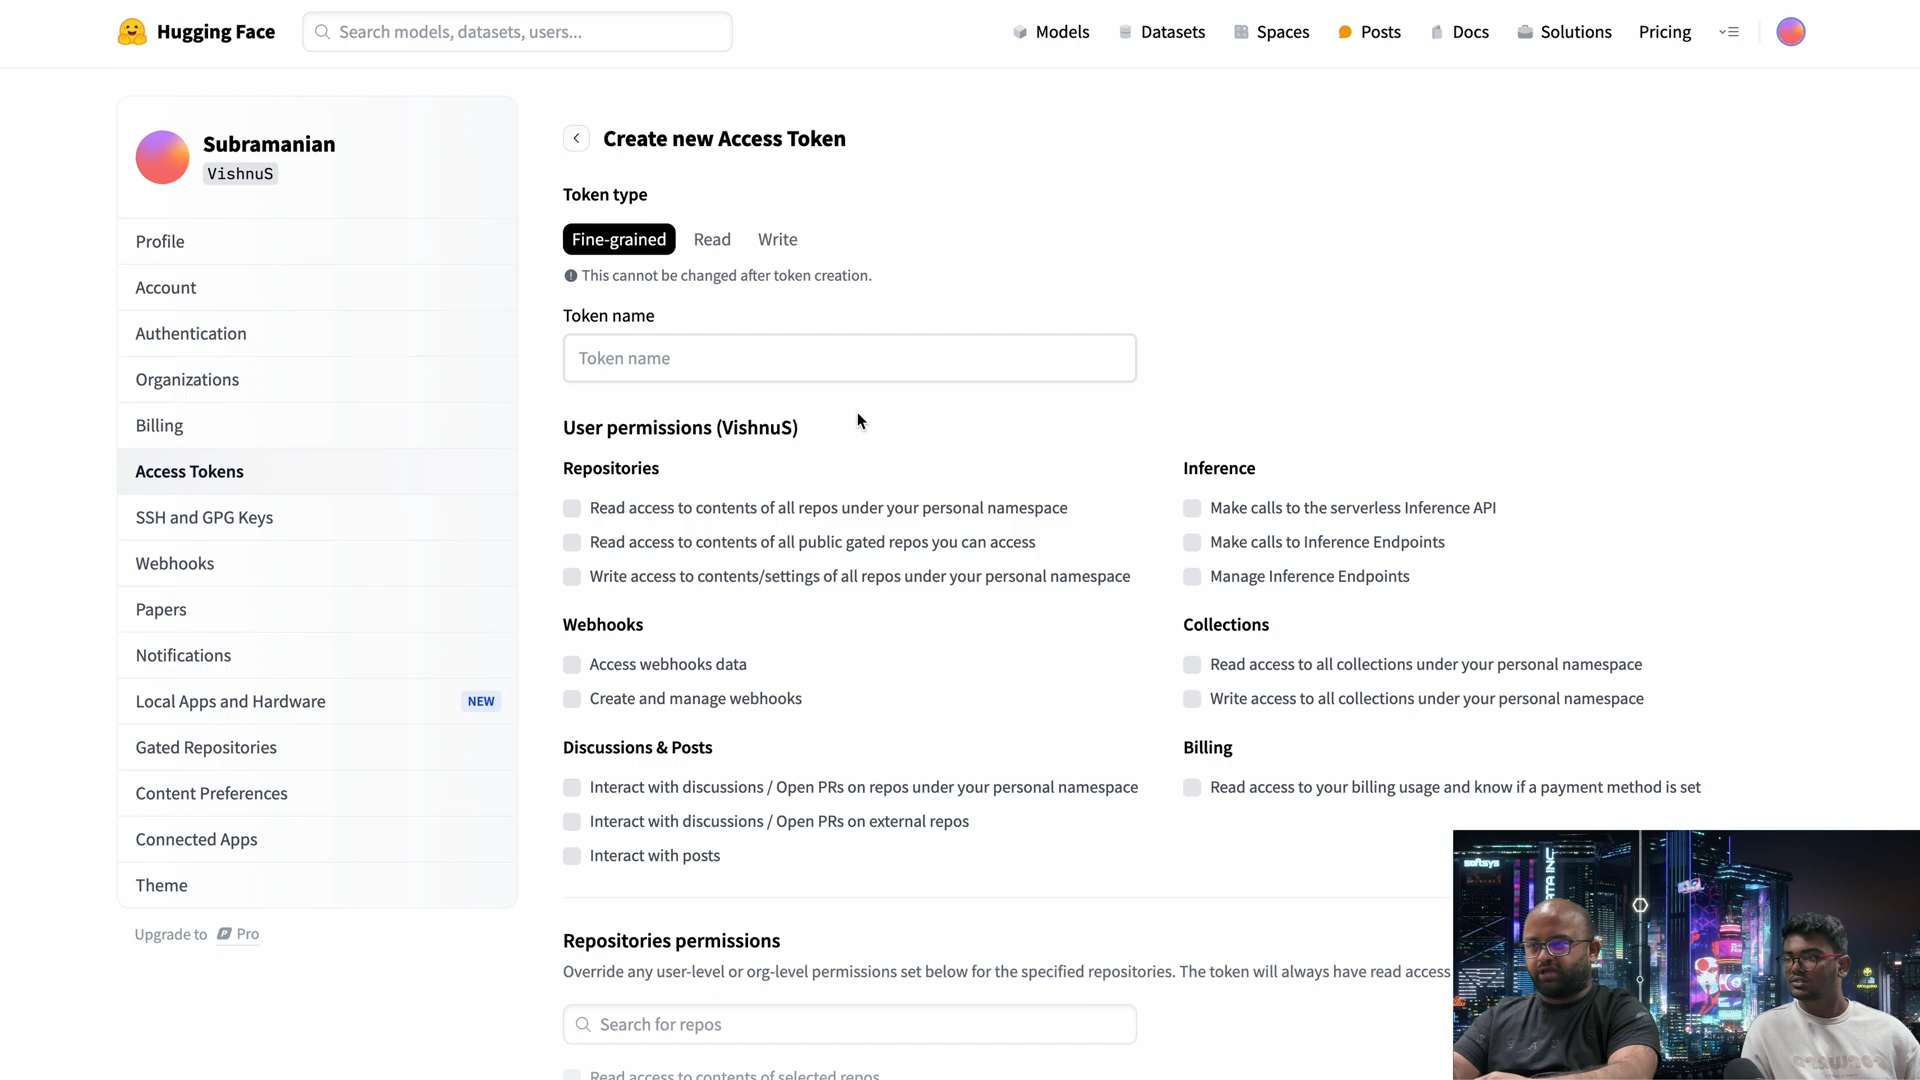 Hugging Face
Search models, datasets, users...
Models
Datasets
Spaces
Posts
Docs
Solutions
Pricing
Subramanian
VishnuS
Profile
Account
Authentication
Organizations
Billing
Access Tokens
SSH and GPG Keys
Webhooks
Papers
Notifications
Local Apps and Hardware NEW
Gated Repositories
Content Preferences
Connected Apps
Theme
Upgrade to Pro
Create new Access Token
Token type
Fine-grained Read Write
This cannot be changed after token creation.
Token name
Token name
User permissions (VishnuS)
Repositories
Read access to contents of all repos under your personal namespace
Read access to contents of all public gated repos you can access
Write access to contents/settings of all repos under your personal namespace
Inference
Make calls to the serverless Inference API
Make calls to Inference Endpoints
Manage Inference Endpoints
Webhooks
Access webhooks data
Create and manage webhooks
Collections
Read access to all collections under your personal namespace
Write access to all collections under your personal namespace
Discussions & Posts
Interact with discussions / Open PRs on repos under your personal namespace
Interact with discussions / Open PRs on external repos
Interact with posts
Billing
Read access to your billing usage and know if a payment method is set
Repositories permissions
Override any user-level or org-level permissions set below for the specified repositories. The token will always have read access
Search for repos
Read access to contents of selected repos
softsys
DATA INC.